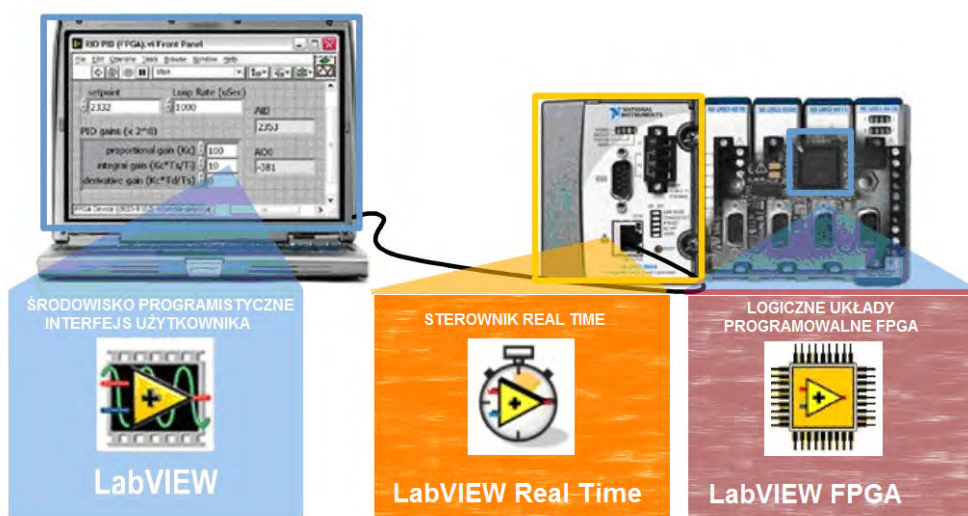 RIO PID (FPGA).vi Front Panel
File Edit Operate Tools Browse Window Help
setpoint
Loop Rate (uSec)
2332
1000
AI0
2353
PID gains (x 2^8)
proportional gain (Kc)
100
AO0
integral gain (Kc*Ts/Ti)
10
-381
derivative gain (Kc*Td/Ts)
0
NATIONAL
INSTRUMENTS
ŚRODOWISKO PROGRAMISTYCZNE
INTERFEJS UŻYTKOWNIKA
LabVIEW
STEROWNIK REAL TIME
LabVIEW Real Time
LOGICZNE UKŁADY
PROGRAMOWALNE FPGA
LabVIEW FPGA